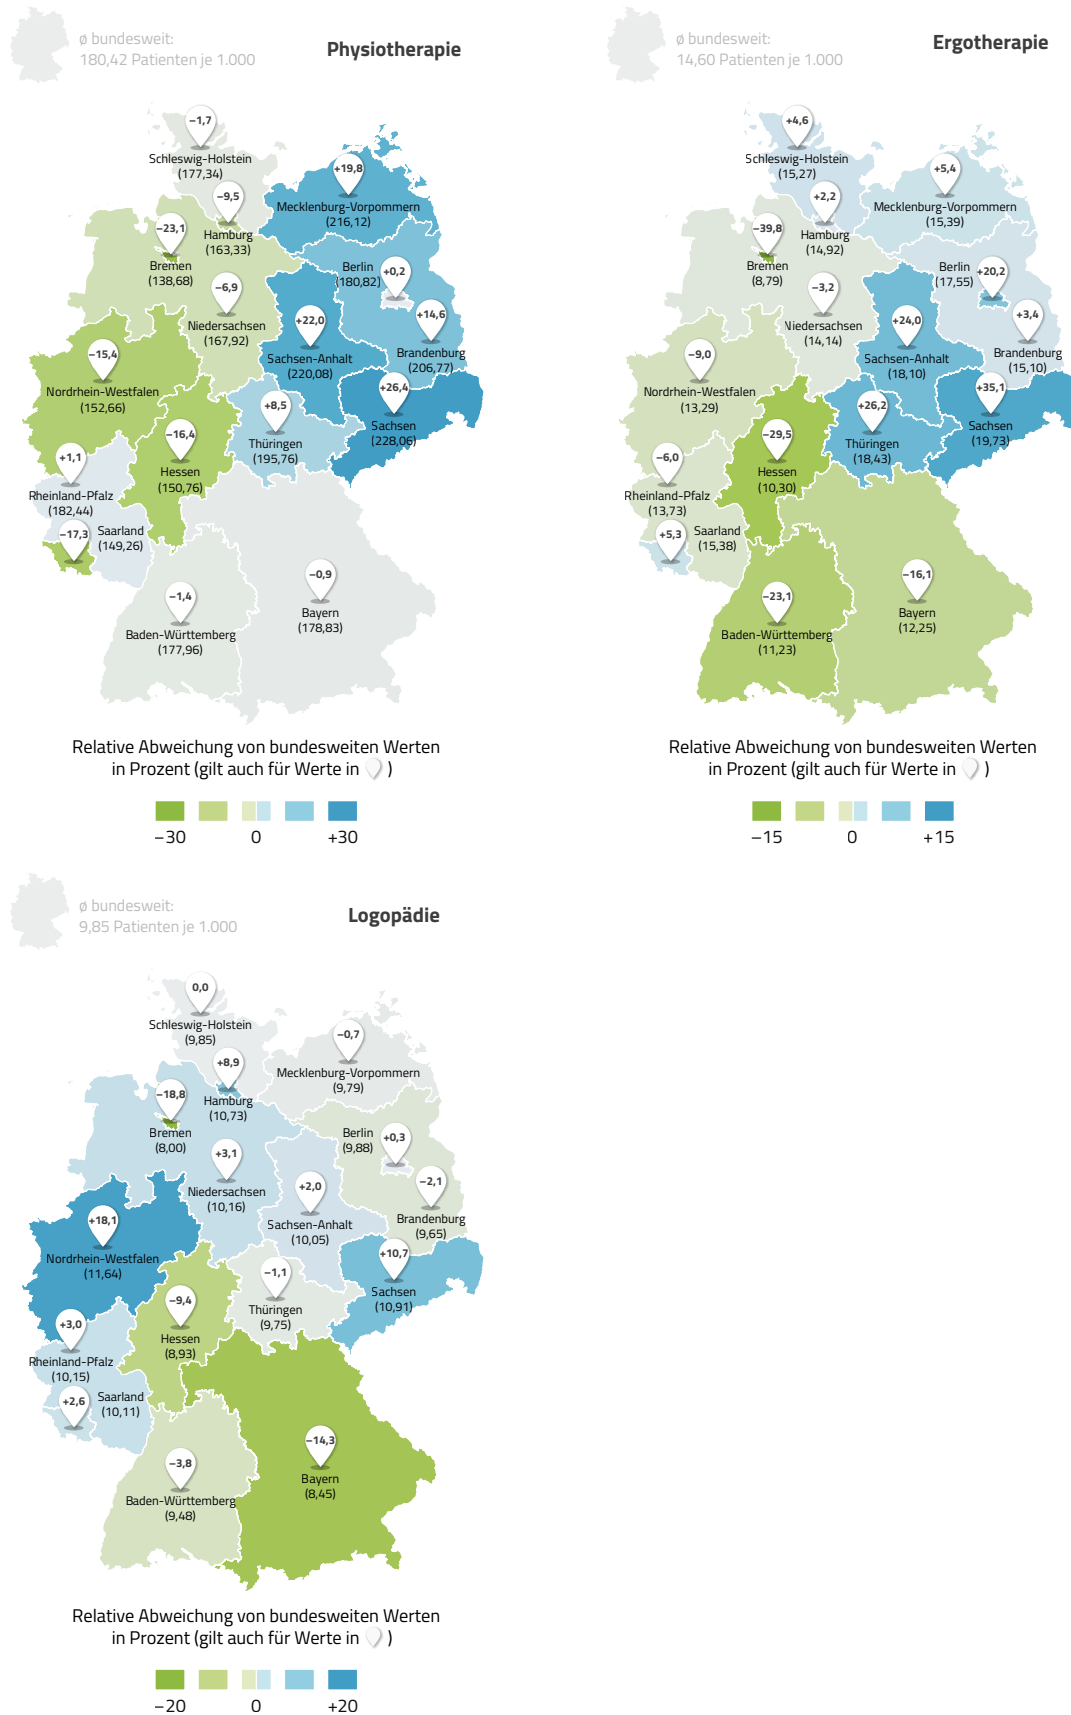 ø bundesweit:
180,42 Patienten je 1.000
Physiotherapie
−1,7
Schleswig-Holstein
(177,34)
+19,8
Mecklenburg-Vorpommern
(216,12)
−9,5
Hamburg
(163,33)
−23,1
Bremen
(138,68)
Berlin
(180,82)
+0,2
−6,9
Niedersachsen
(167,92)
+22,0
Sachsen-Anhalt
(220,08)
+14,6
Brandenburg
(206,77)
−15,4
Nordrhein-Westfalen
(152,66)
+26,4
Sachsen
(228,06)
+8,5
Thüringen
(195,76)
−16,4
Hessen
(150,76)
+1,1
Rheinland-Pfalz
(182,44)
−17,3
Saarland
(149,26)
−0,9
Bayern
(178,83)
−1,4
Baden-Württemberg
(177,96)
Relative Abweichung von bundesweiten Werten
in Prozent (gilt auch für Werte in )
−30 0 +30
ø bundesweit:
14,60 Patienten je 1.000
Ergotherapie
+4,6
Schleswig-Holstein
(15,27)
+5,4
Mecklenburg-Vorpommern
(15,39)
+2,2
Hamburg
(14,92)
−39,8
Bremen
(8,79)
Berlin
(17,55)
+20,2
−3,2
Niedersachsen
(14,14)
+24,0
Sachsen-Anhalt
(18,10)
+3,4
Brandenburg
(15,10)
−9,0
Nordrhein-Westfalen
(13,29)
+35,1
Sachsen
(19,73)
+26,2
Thüringen
(18,43)
−29,5
Hessen
(10,30)
−6,0
Rheinland-Pfalz
(13,73)
+5,3
Saarland
(15,38)
−16,1
Bayern
(12,25)
−23,1
Baden-Württemberg
(11,23)
Relative Abweichung von bundesweiten Werten
in Prozent (gilt auch für Werte in )
−15 0 +15
ø bundesweit:
9,85 Patienten je 1.000
Logopädie
0,0
Schleswig-Holstein
(9,85)
−0,7
Mecklenburg-Vorpommern
(9,79)
+8,9
Hamburg
(10,73)
−18,8
Bremen
(8,00)
Berlin
(9,88)
+0,3
+3,1
Niedersachsen
(10,16)
+2,0
Sachsen-Anhalt
(10,05)
−2,1
Brandenburg
(9,65)
+18,1
Nordrhein-Westfalen
(11,64)
+10,7
Sachsen
(10,91)
−1,1
Thüringen
(9,75)
−9,4
Hessen
(8,93)
+3,0
Rheinland-Pfalz
(10,15)
+2,6
Saarland
(10,11)
−14,3
Bayern
(8,45)
−3,8
Baden-Württemberg
(9,48)
Relative Abweichung von bundesweiten Werten
in Prozent (gilt auch für Werte in )
−20 0 +20